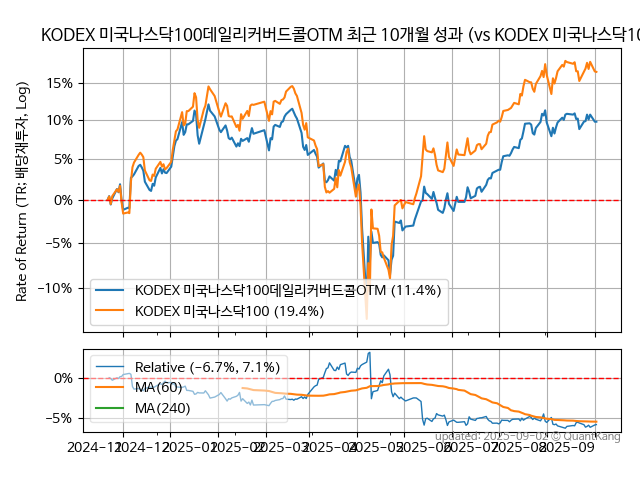 KODEX 미국나스닥100데일리커버드콜OTM 최근 10개월 성과 (vs KODEX 미국나스닥10
Rate of Return (TR: 배당재투자, Log)
15%
10%
5%
0%
−5%
−10%
KODEX 미국나스닥100데일리커버드콜OTM (11.4%)
KODEX 미국나스닥100 (19.4%)
0%
−5%
Relative (−6.7%, 7.1%)
MA(60)
MA(240)
updated: 2025-09-02 © QuantKang
2024-11 2024-12 2025-01 2025-02 2025-03 2025-04 2025-05 2025-06 2025-07 2025-08 2025-09